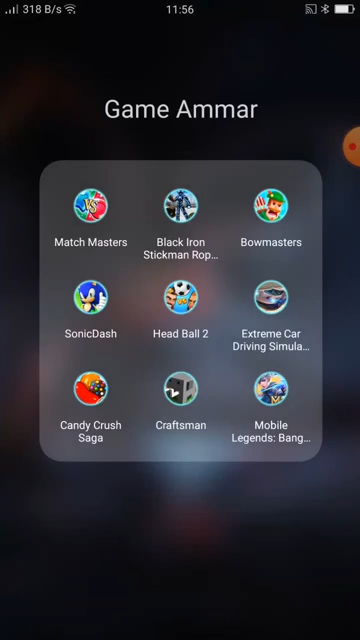 318 B/s
11:56
Game Ammar
Match Masters
Black Iron
Stickman Rop...
Bowmasters
SonicDash
Head Ball 2
Extreme Car
Driving Simula...
Candy Crush
Saga
Craftsman
Mobile
Legends: Bang...